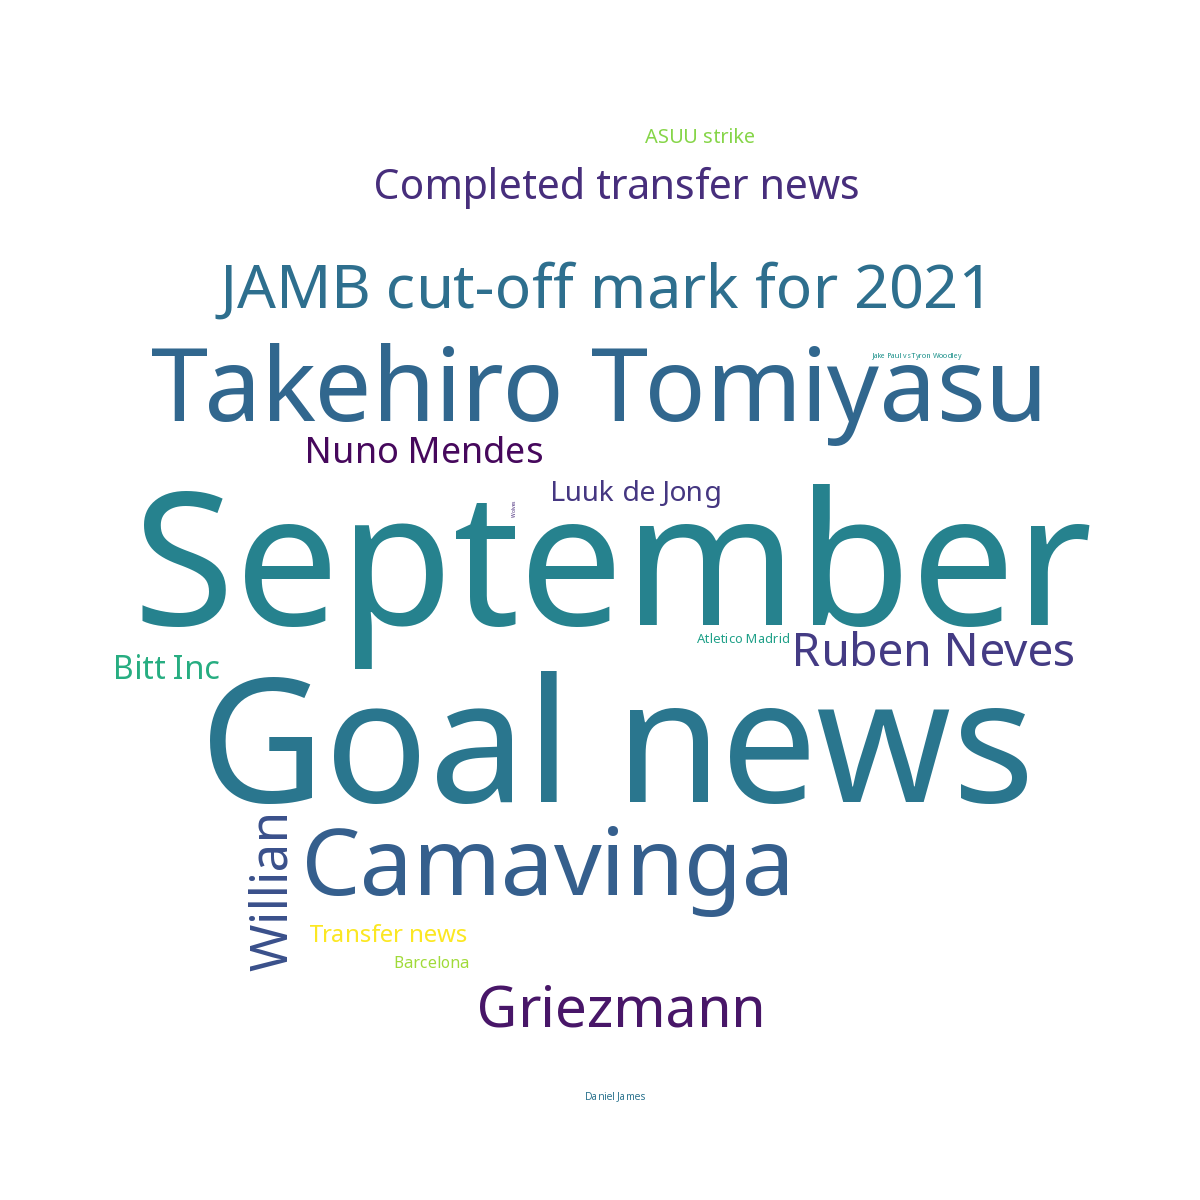 ASUU strike
Completed transfer news
JAMB cut-off mark for 2021
Takehiro Tomiyasu
Jake Paul vs Tyron Woodley
Nuno Mendes
Luuk de Jong
Wolves
September
Atletico Madrid
Ruben Neves
Bitt Inc
Goal news
Willian
Camavinga
Transfer news
Barcelona
Griezmann
Daniel James